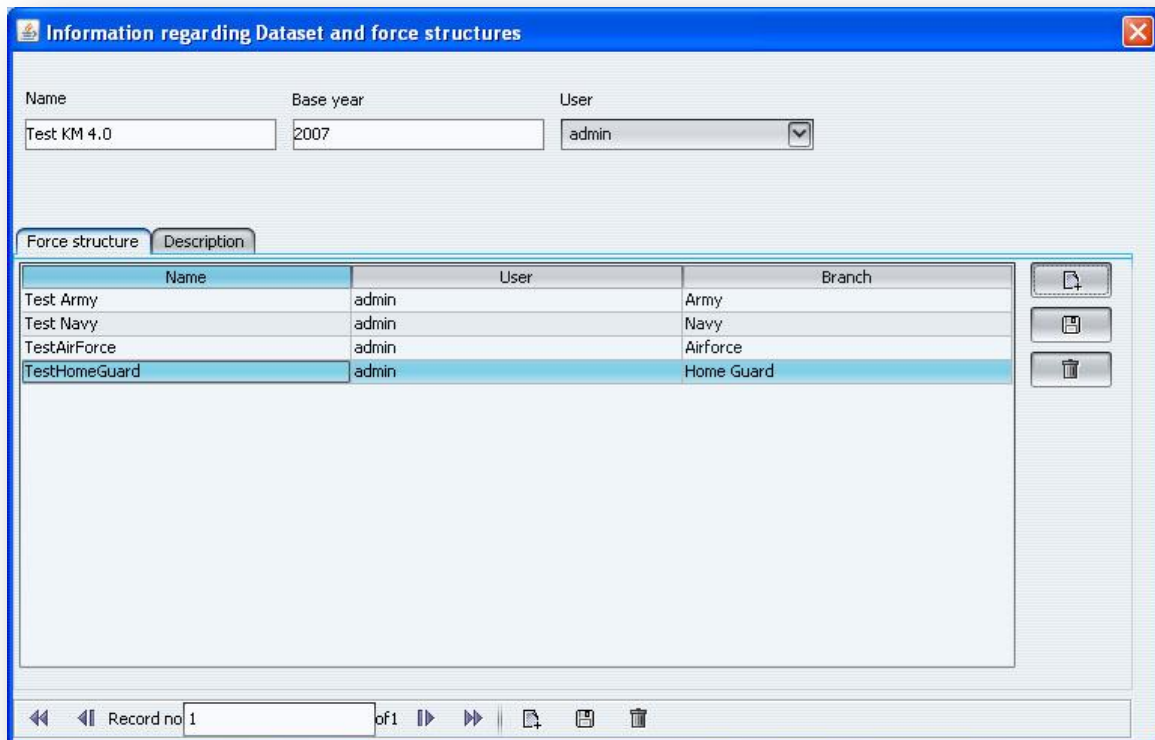 Information regarding Dataset and force structures
Name Base year User
Test KM 4.0 2007 admin
Force structure Description
Name User Branch
Test Army admin Army
Test Navy admin Navy
TestAirForce admin Airforce
TestHomeGuard admin Home Guard
Record no 1 of1